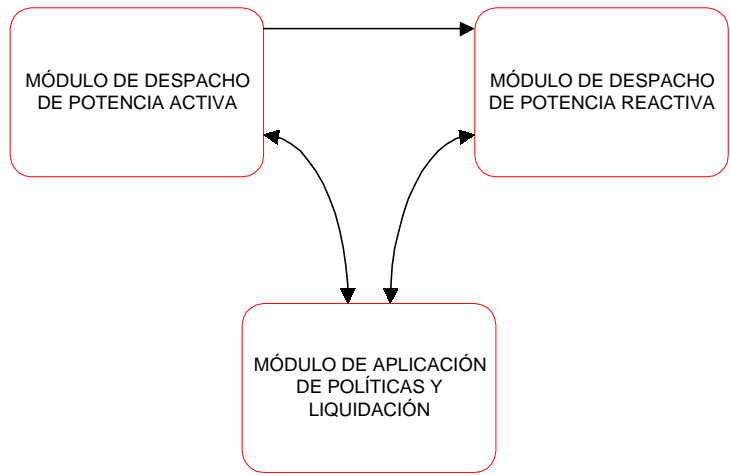 MÓDULO DE DESPACHO
DE POTENCIA ACTIVA
MÓDULO DE DESPACHO
DE POTENCIA REACTIVA
MÓDULO DE APLICACIÓN
DE POLÍTICAS Y
LIQUIDACIÓN